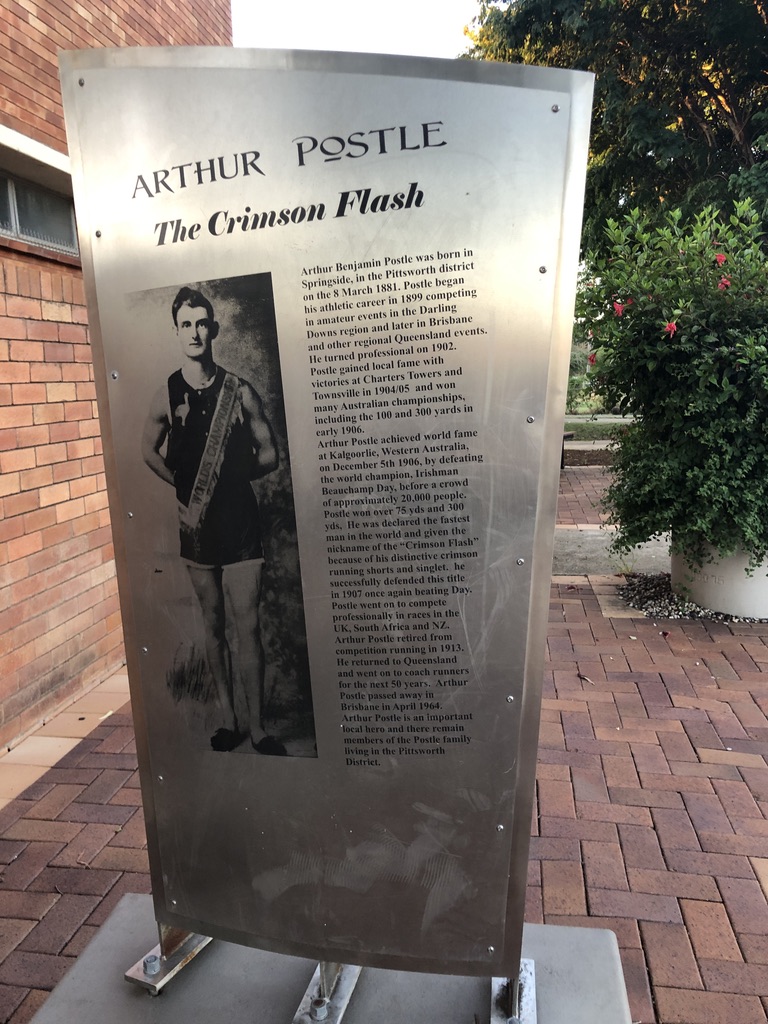 ARTHUR POSTLE
The Crimson Flash
Arthur Benjamin Postle was born in
Springside, in the Pittsworth district
on the 8 March 1881. Postle began
his athletic career in 1899 competing
in amateur events in the Darling
Downs region and later in Brisbane
and other regional Queensland events.
He turned professional on 1902.
Postle gained local fame with
victories at Charters Towers and
Townsville in 1904/05 and won
many Australian championships,
including the 100 and 300 yards in
early 1906.
Arthur Postle achieved world fame
at Kalgoorlie, Western Australia,
on December 5th 1906, by defeating
the world champion, Irishman
Beauchamp Day, before a crowd
of approximately 20,000 people.
Postle won over 75 yds and 300
yds. He was declared the fastest
man in the world and given the
nickname of the "Crimson Flash"
because of his distinctive crimson
running shorts and singlet. he
successfully defended this title
in 1907 once again beating Day.
Postle went on to compete
professionally in races in the
UK, South Africa and NZ.
Arthur Postle retired from
competition running in 1913.
He returned to Queensland
and went on to coach runners
for the next 50 years. Arthur
Postle passed away in
Brisbane in April 1964.
Arthur Postle is an important
local hero and there remain
members of the Postle family
living in the Pittsworth
District.